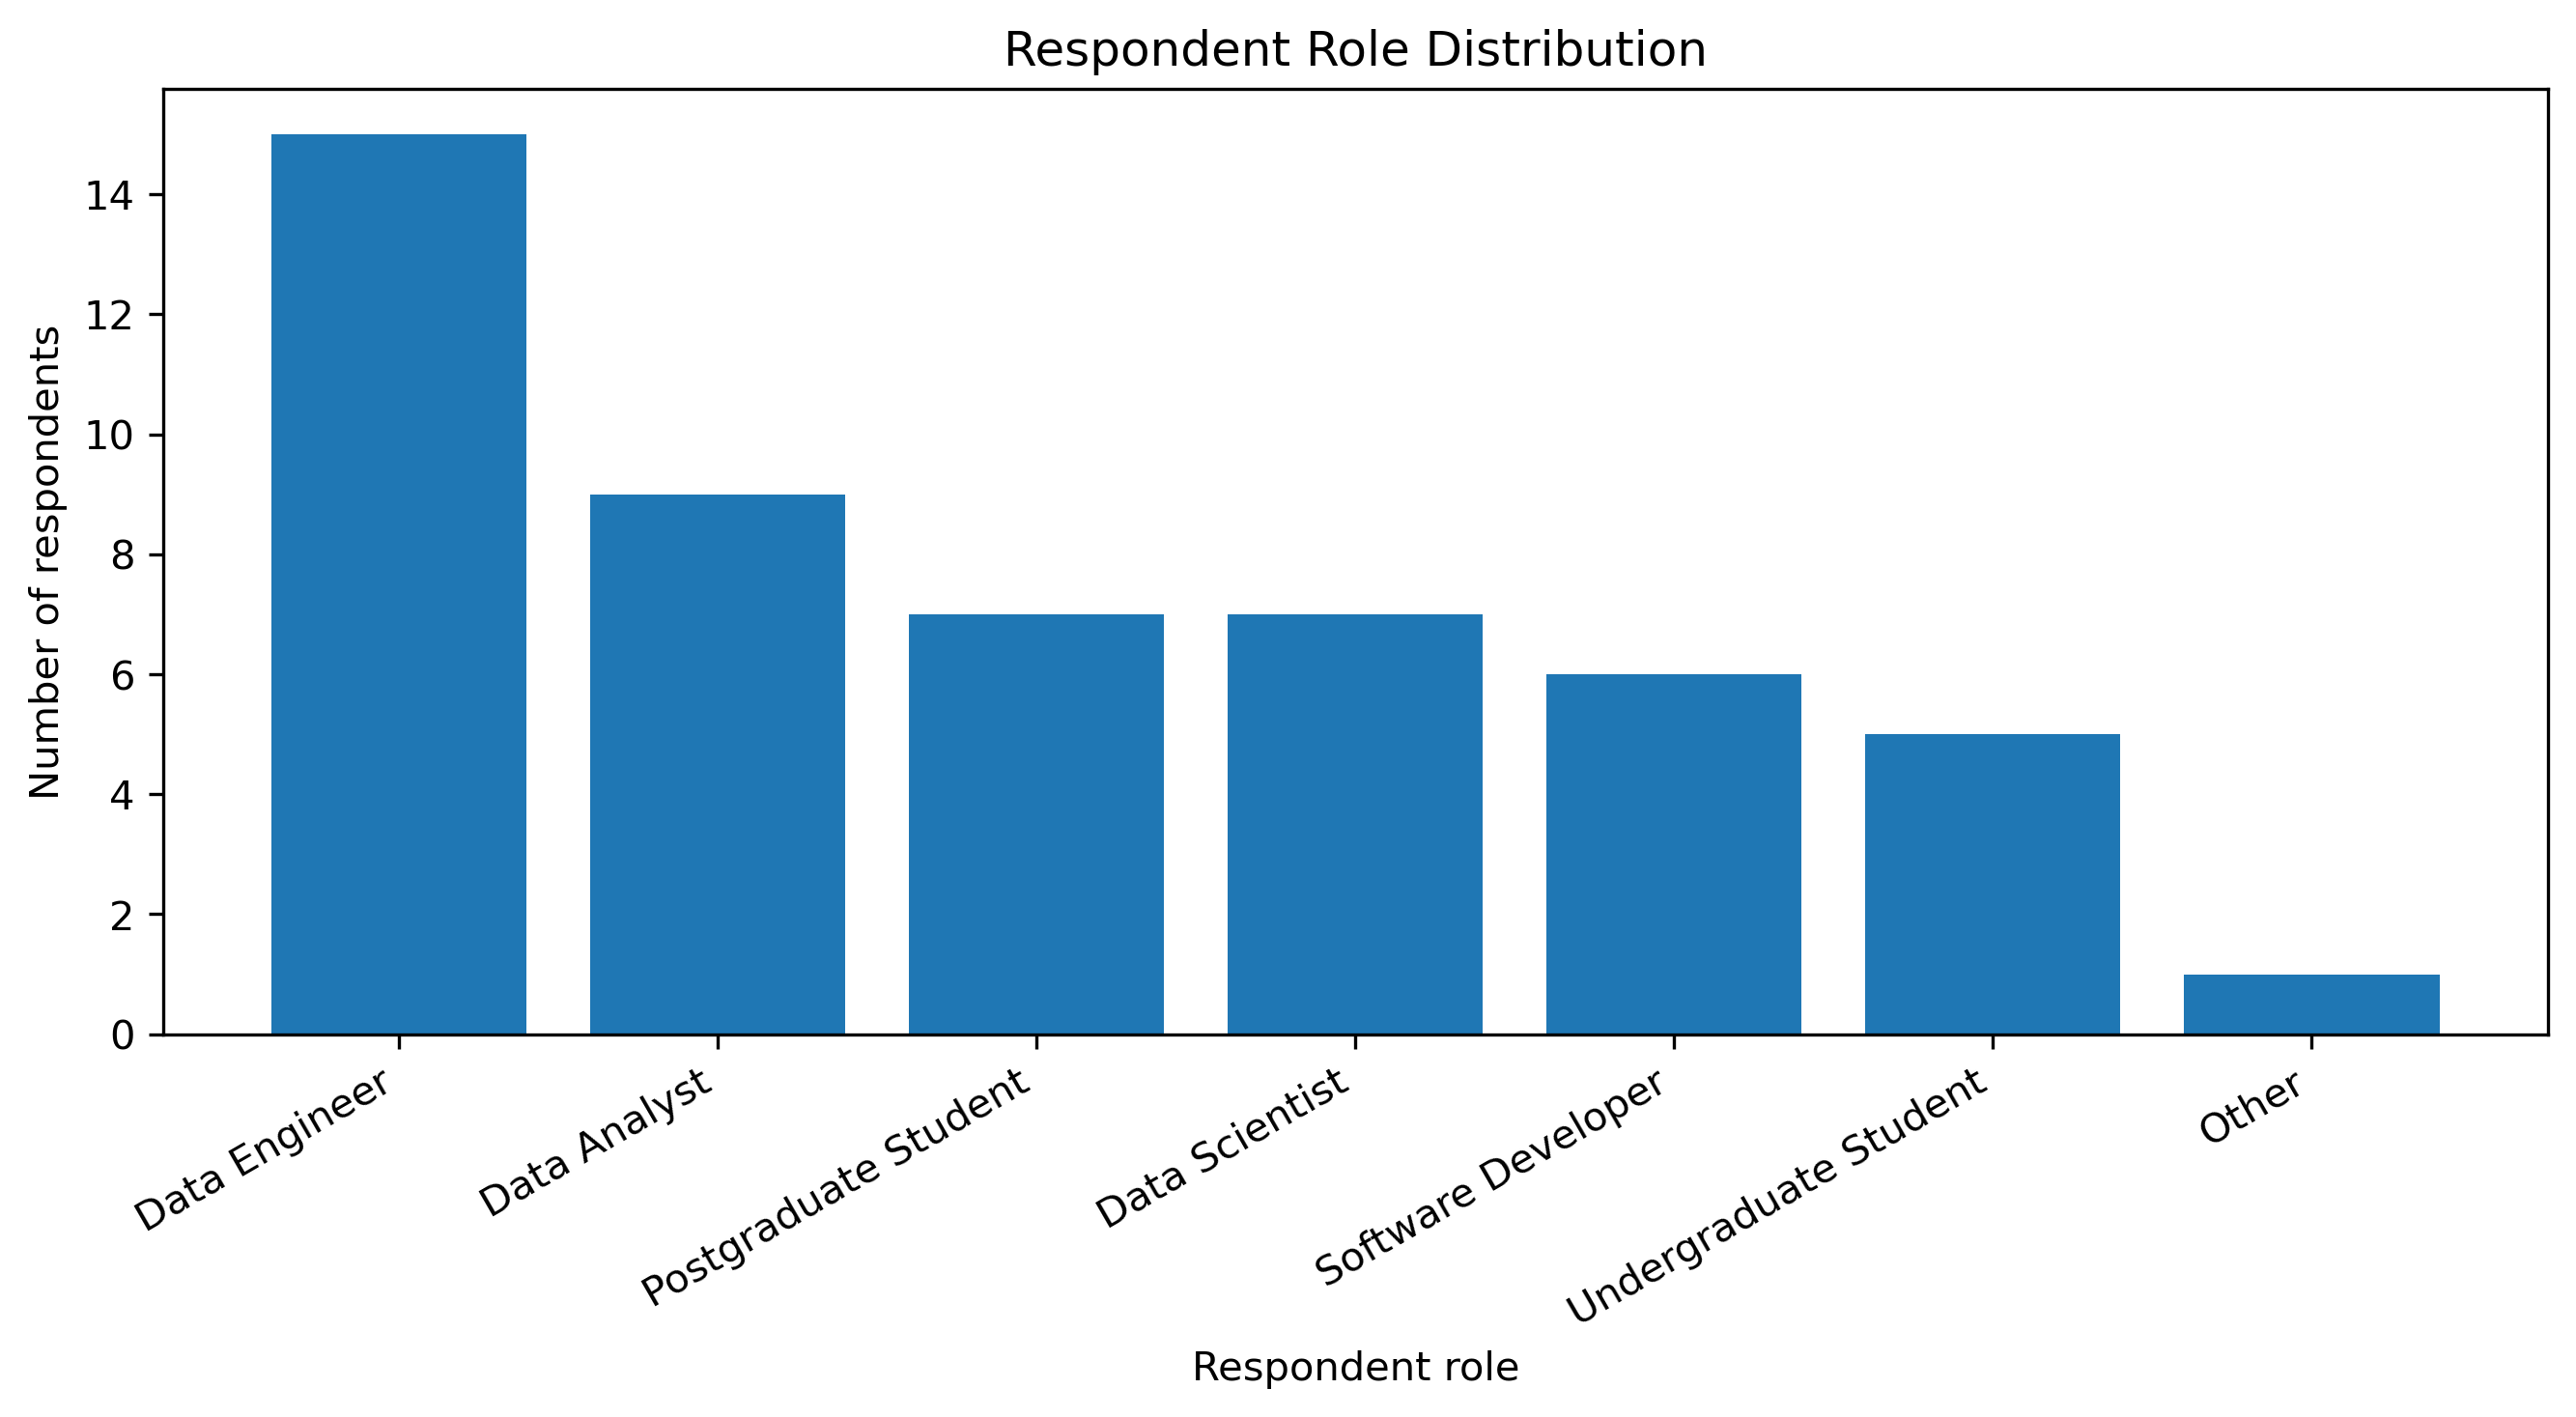 Respondent Role Distribution
Number of respondents
14
12
10
8
6
4
2
0
Data Engineer
Data Analyst
Postgraduate Student
Data Scientist
Software Developer
Undergraduate Student
Other
Respondent role